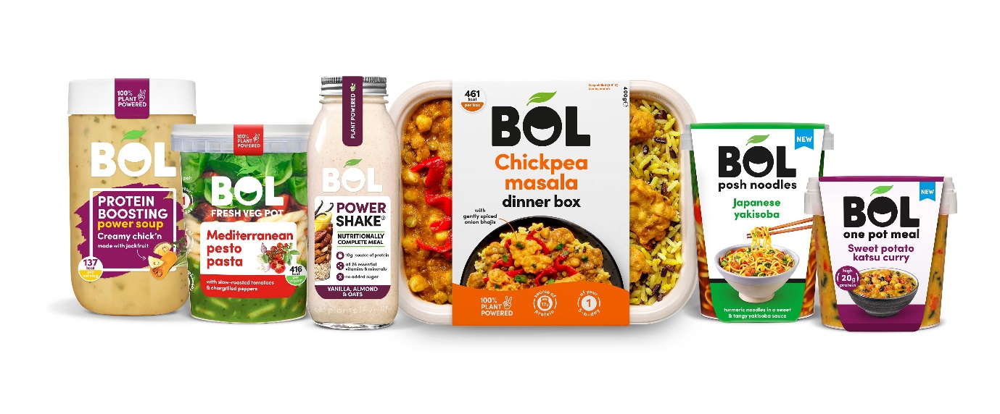 100%
PLANT
POWERED
BOL
PROTEIN
BOOSTING
power soup
Creamy chick'n
made with jackfruit
137
kcal
per
serving
100%
PLANT
POWERED
BOL
FRESH VEG POT
Mediterranean
pesto
pasta
with slow-roasted tomatoes
& chargrilled peppers
416
kcal
PLANT POWERED
BOL
POWER
SHAKE®
NUTRITIONALLY
COMPLETE MEAL
10g source of protein
all 26 essential
vitamins & minerals
no added sugar
VANILLA, ALMOND
& OATS
461
kcal
per box
400g
BOL
Chickpea
masala
dinner box
with
gently spiced
onion bhajis
100%
PLANT
POWERED
source of
17g
protein
of your
1
5-a-day
NEW
BOL
posh noodles
Japanese
yakisoba
turmeric noodles in a sweet
& tangy yakisoba sauce
NEW
BOL
one pot meal
Sweet potato
katsu curry
high
20g
protein